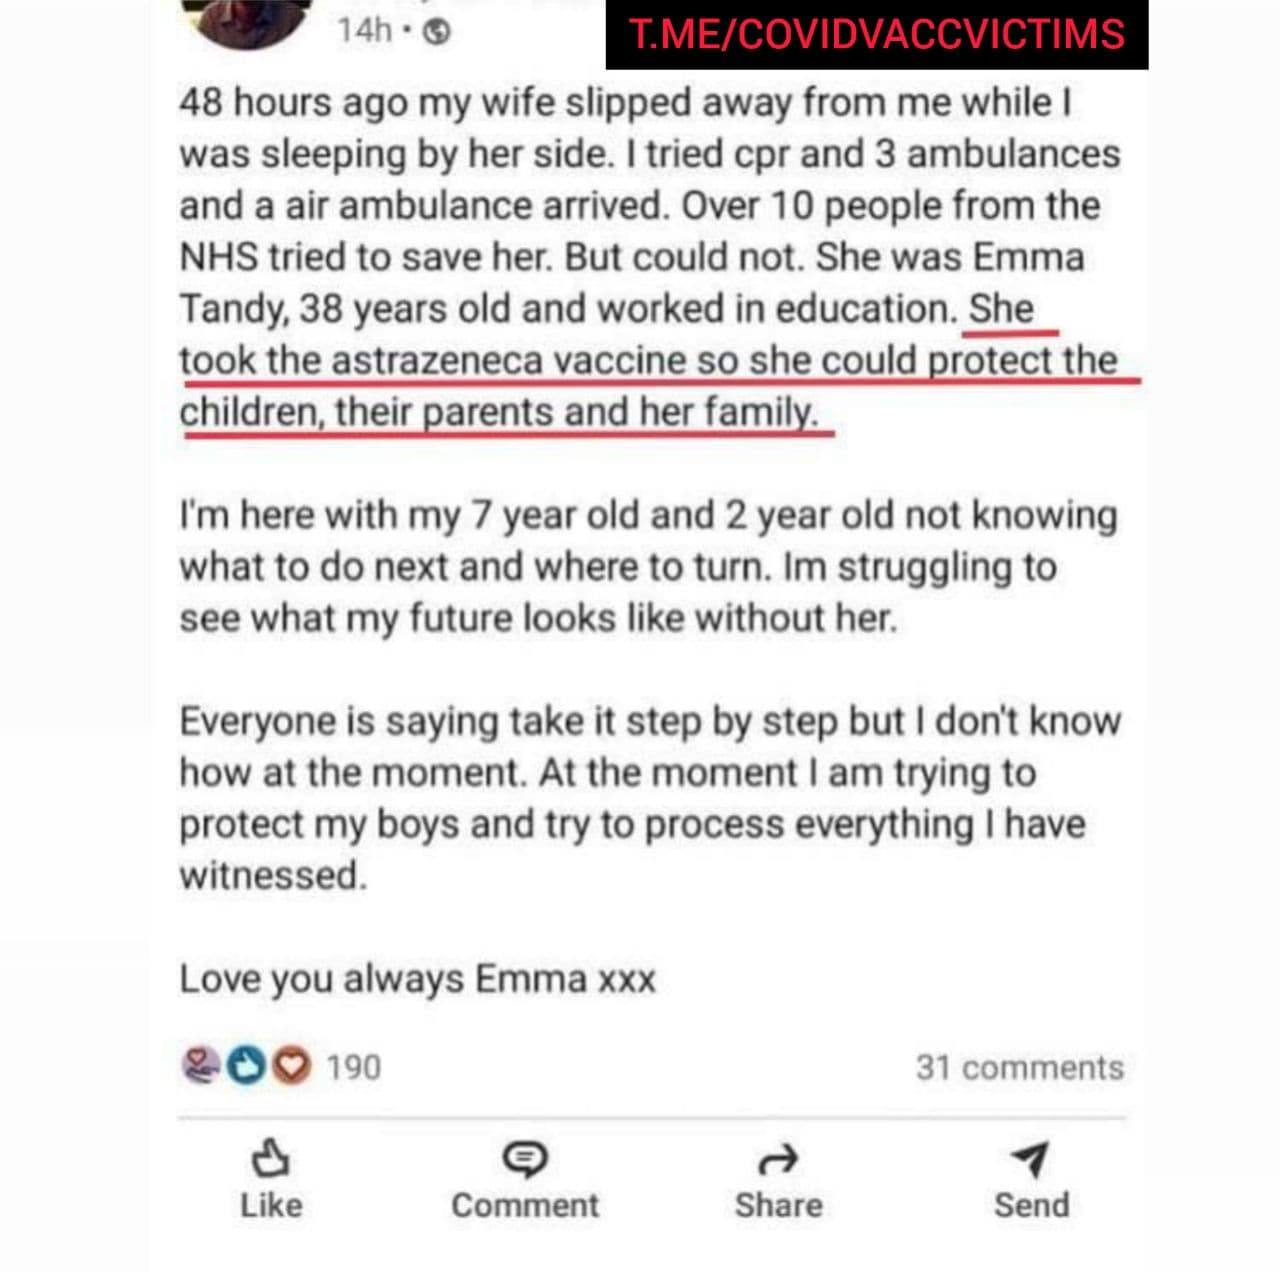 14h •
T.ME/COVIDVACCVICTIMS
48 hours ago my wife slipped away from me while I
was sleeping by her side. I tried cpr and 3 ambulances
and a air ambulance arrived. Over 10 people from the
NHS tried to save her. But could not. She was Emma
Tandy, 38 years old and worked in education. She
took the astrazeneca vaccine so she could protect the
children, their parents and her family.
I'm here with my 7 year old and 2 year old not knowing
what to do next and where to turn. Im struggling to
see what my future looks like without her.
Everyone is saying take it step by step but I don't know
how at the moment. At the moment I am trying to
protect my boys and try to process everything I have
witnessed.
Love you always Emma xxx
190
31 comments
Like
Comment
Share
Send